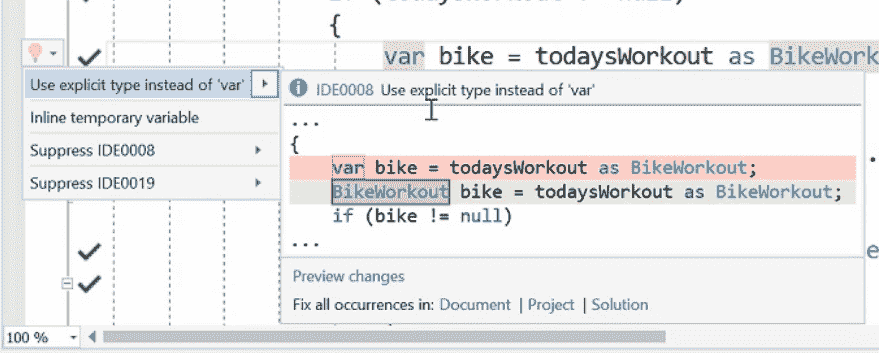 {
var bike = todaysWorkout as BikeWork
Use explicit type instead of 'var'
Inline temporary variable
Suppress IDE0008
Suppress IDE0019
IDE0008 Use explicit type instead of 'var'
...
{
var bike = todaysWorkout as BikeWorkout;
BikeWorkout bike = todaysWorkout as BikeWorkout;
if (bike != null)
...
Preview changes
Fix all occurrences in: Document | Project | Solution
100 %